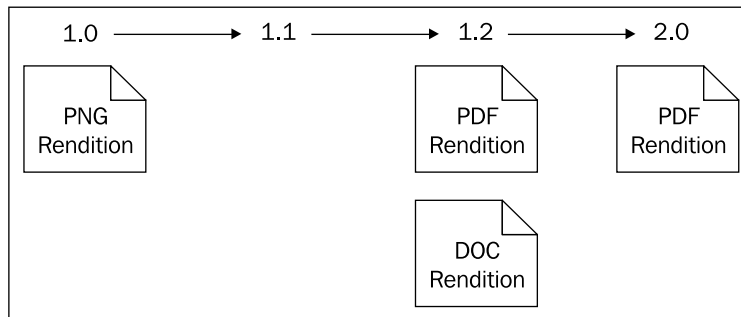 1.0 1.1 1.2 2.0
PNG
Rendition
PDF
Rendition
PDF
Rendition
DOC
Rendition